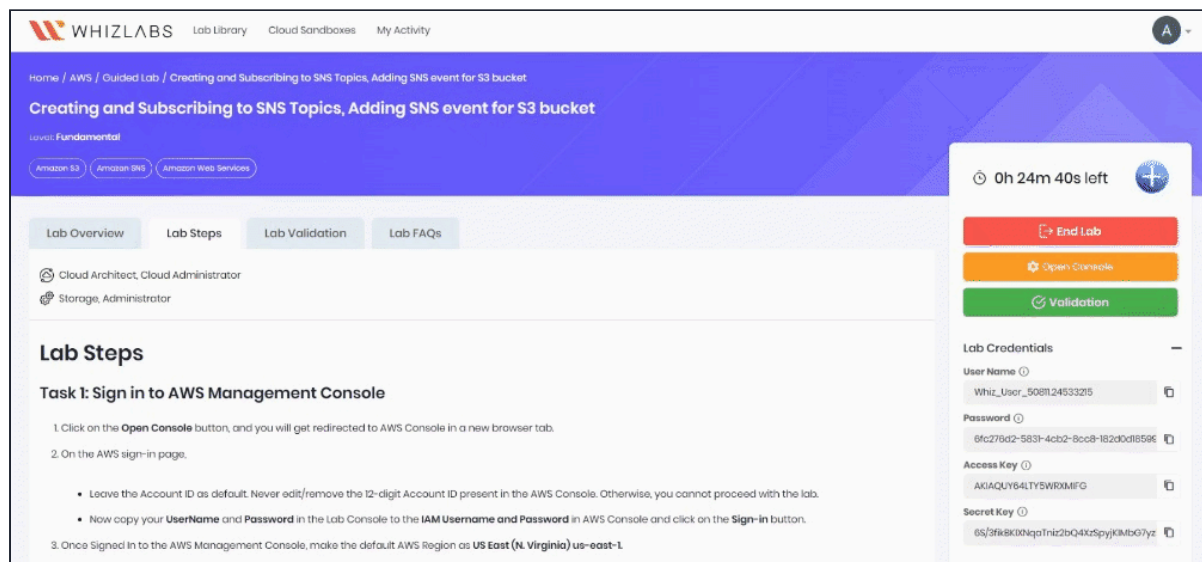 WHIZLABS Lab Library Cloud Sandboxes My Activity A
Home / AWS / Guided Lab / Creating and Subscribing to SNS Topics, Adding SNS event for S3 bucket
Creating and Subscribing to SNS Topics, Adding SNS event for S3 bucket
Level: Fundamental
Amazon S3 Amazon SNS Amazon Web Services
0h 24m 40s left
End Lab
Open Console
Validation
Lab Overview Lab Steps Lab Validation Lab FAQs
Cloud Architect, Cloud Administrator
Storage, Administrator
Lab Steps
Task 1: Sign in to AWS Management Console
1. Click on the Open Console button, and you will get redirected to AWS Console in a new browser tab.
2. On the AWS sign-in page,
• Leave the Account ID as default. Never edit/remove the 12-digit Account ID present in the AWS Console. Otherwise, you cannot proceed with the lab.
• Now copy your UserName and Password in the Lab Console to the IAM Username and Password in AWS Console and click on the Sign-in button.
3. Once Signed In to the AWS Management Console, make the default AWS Region as US East (N. Virginia) us-east-1.
Lab Credentials
User Name
Whiz_User_50811.24533215
Password
6fc276d2-5831-4cb2-8cc8-182d0d18599
Access Key
AKIAQUY64LTY5WRXMIFG
Secret Key